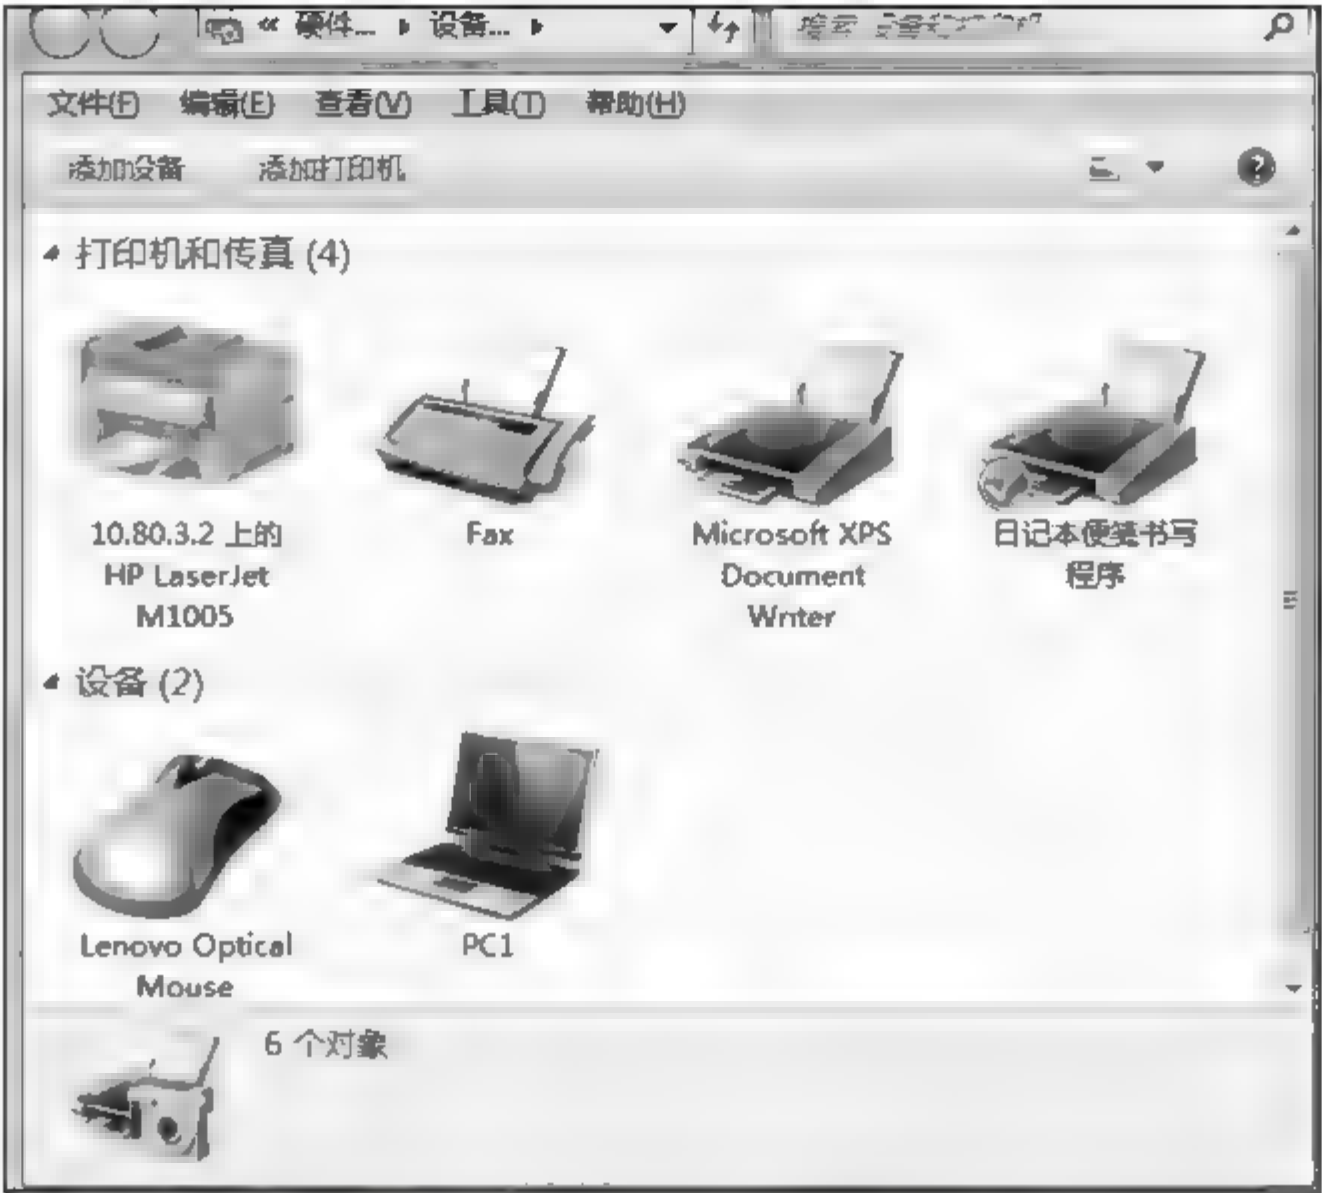 « 硬件... ▸ 设备... ▸
文件(F) 编辑(E) 查看(V) 工具(T) 帮助(H)
添加设备 添加打印机
打印机和传真 (4)
10.80.3.2 上的
HP LaserJet
M1005
Fax
Microsoft XPS
Document
Writer
日记本便笺书写
程序
设备 (2)
Lenovo Optical
Mouse
PC1
6 个对象